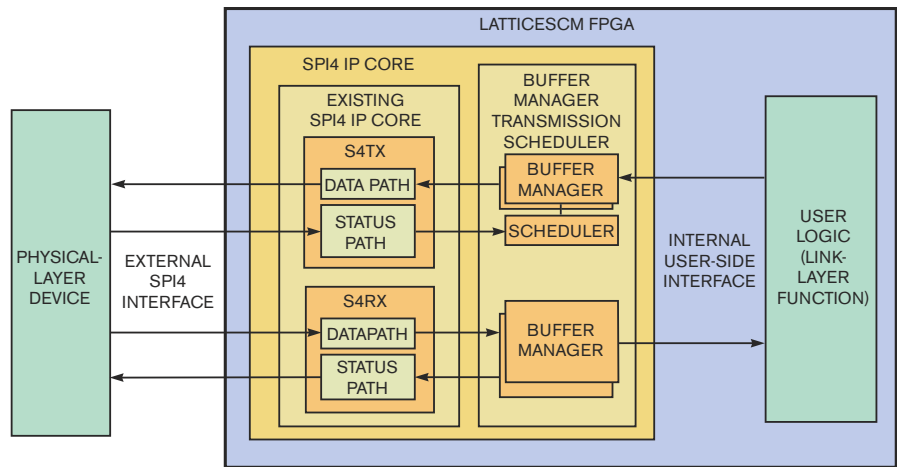 LATTICESCM FPGA
SPI4 IP CORE
EXISTING
SPI4 IP CORE
S4TX
DATA PATH
STATUS
PATH
S4RX
DATAPATH
STATUS
PATH
BUFFER
MANAGER
TRANSMISSION
SCHEDULER
BUFFER
MANAGER
SCHEDULER
BUFFER
MANAGER
PHYSICAL-
LAYER
DEVICE
EXTERNAL
SPI4
INTERFACE
INTERNAL
USER-SIDE
INTERFACE
USER
LOGIC
(LINK-
LAYER
FUNCTION)